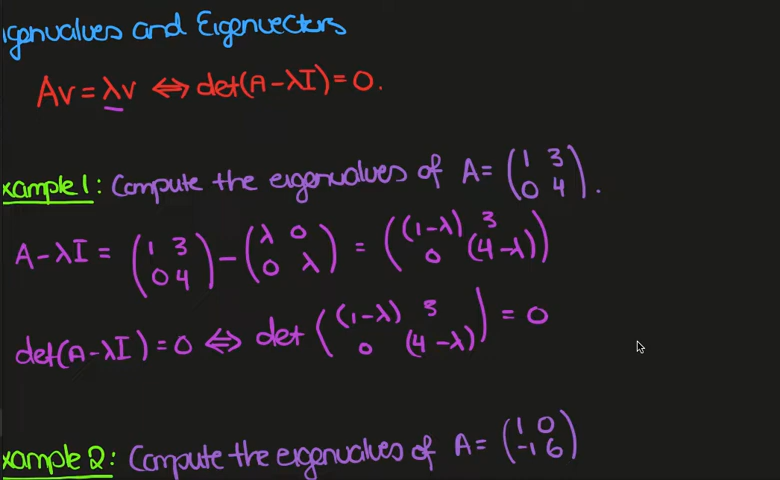 igenvalues and Eigenvectors
Av = λv ⇔ det(A - λI) = 0.
xample 1: Compute the eigenvalues of A = (1 3; 0 4).
A - λI = (1 3; 0 4) - (λ 0; 0 λ) = ((1-λ) 3; 0 (4-λ))
det(A - λI) = 0 ⇔ det ((1-λ) 3; 0 (4-λ)) = 0
xample 2: Compute the eigenvalues of A = (1 0; -1 6)